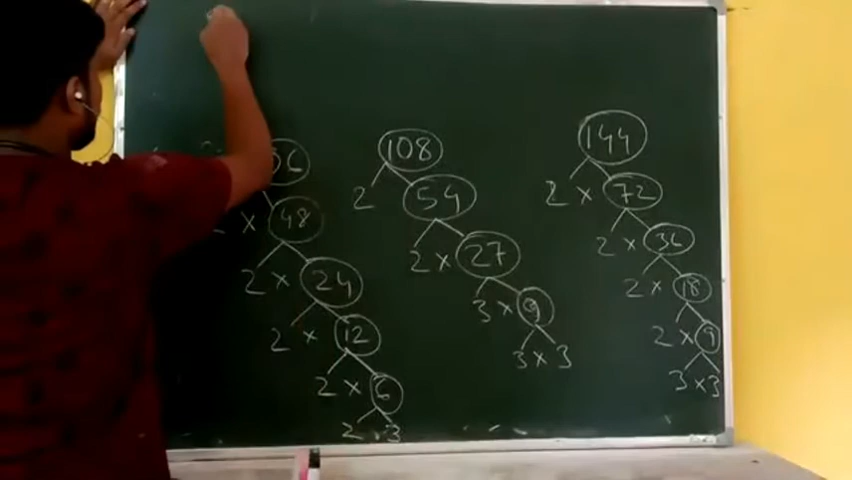 108
144
2 54
2 x 72
x 48
2 x 27
2 x 36
2 x 24
3 x 9
2 x 18
2 x 12
3 x 3
2 x 9
2 x 6
3 x 3
2 x 3